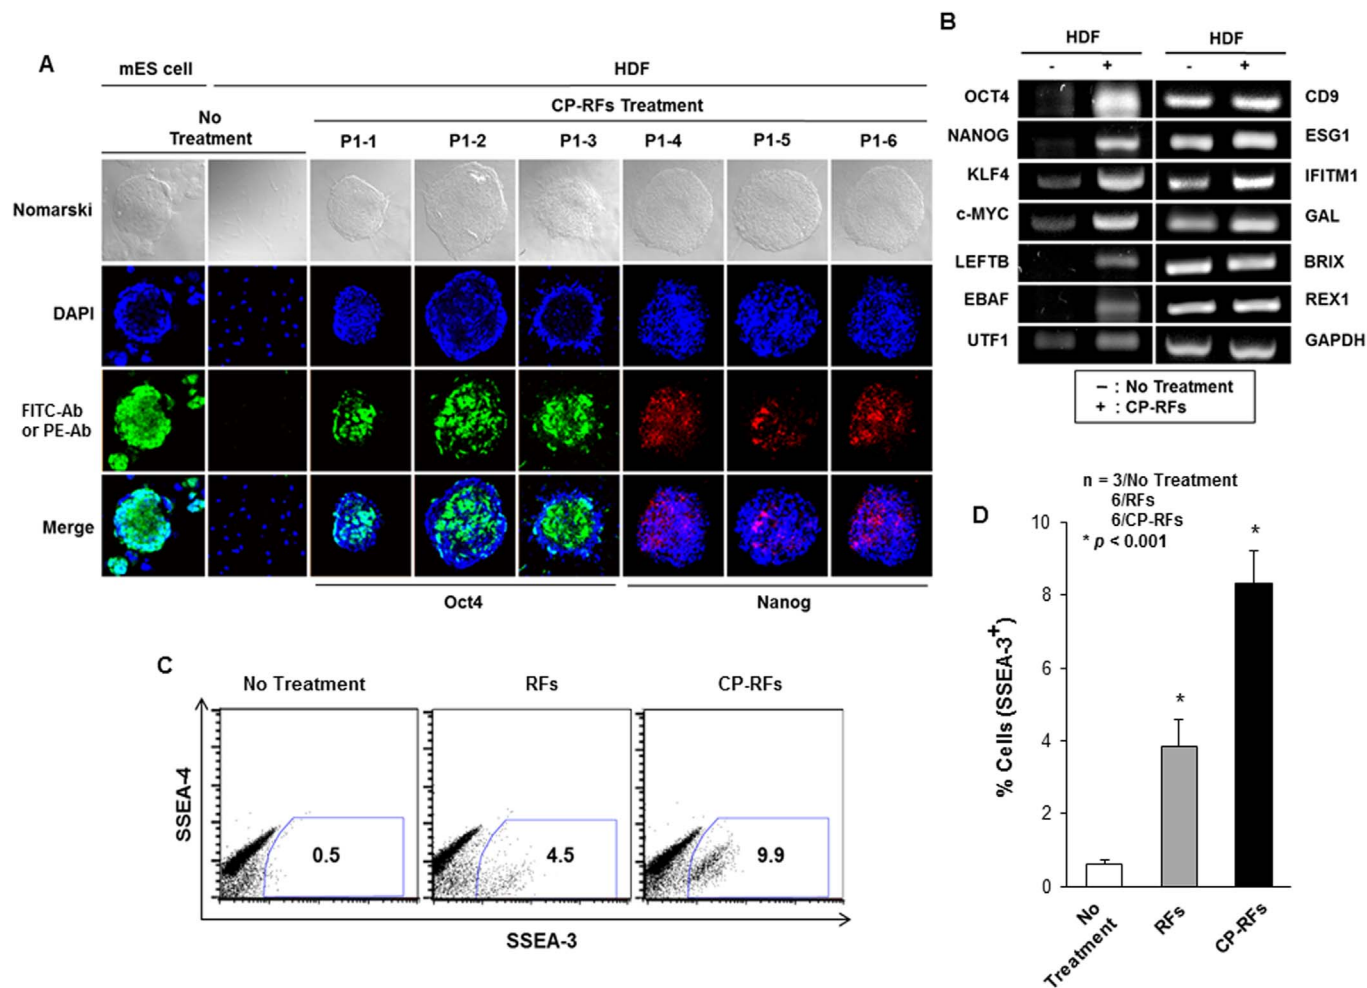 A
mES cell
HDF
No
Treatment
CP-RFs Treatment
P1-1 P1-2 P1-3 P1-4 P1-5 P1-6
Nomarski
DAPI
FITC-Ab
or PE-Ab
Merge
Oct4 Nanog
B
HDF HDF
- + - +
OCT4 CD9
NANOG ESG1
KLF4 IFITM1
c-MYC GAL
LEFTB BRIX
EBAF REX1
UTF1 GAPDH
– : No Treatment
+ : CP-RFs
C
No Treatment RFs CP-RFs
SSEA-4
0.5 4.5 9.9
SSEA-3
D
n = 3/No Treatment
6/RFs
6/CP-RFs
* p < 0.001
% Cells (SSEA-3+)
10
8
6
4
2
0
*
*
No
Treatment
RFs
CP-RFs